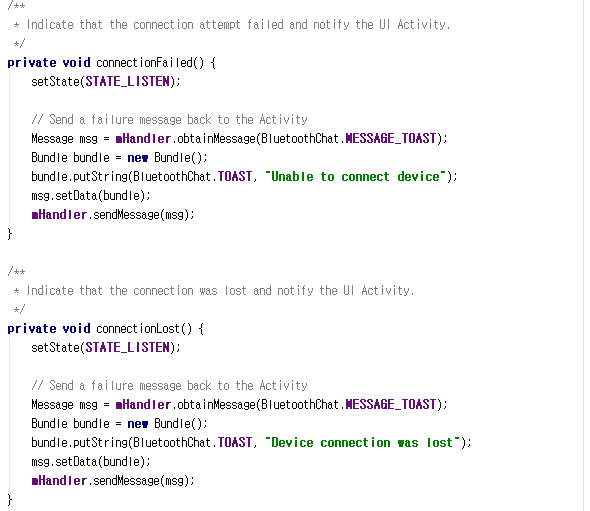 /**
 * Indicate that the connection attempt failed and notify the UI Activity.
 */
private void connectionFailed() {
    setState(STATE_LISTEN);

    // Send a failure message back to the Activity
    Message msg = mHandler.obtainMessage(BluetoothChat.MESSAGE_TOAST);
    Bundle bundle = new Bundle();
    bundle.putString(BluetoothChat.TOAST, "Unable to connect device");
    msg.setData(bundle);
    mHandler.sendMessage(msg);
}

/**
 * Indicate that the connection was lost and notify the UI Activity.
 */
private void connectionLost() {
    setState(STATE_LISTEN);

    // Send a failure message back to the Activity
    Message msg = mHandler.obtainMessage(BluetoothChat.MESSAGE_TOAST);
    Bundle bundle = new Bundle();
    bundle.putString(BluetoothChat.TOAST, "Device connection was lost");
    msg.setData(bundle);
    mHandler.sendMessage(msg);
}